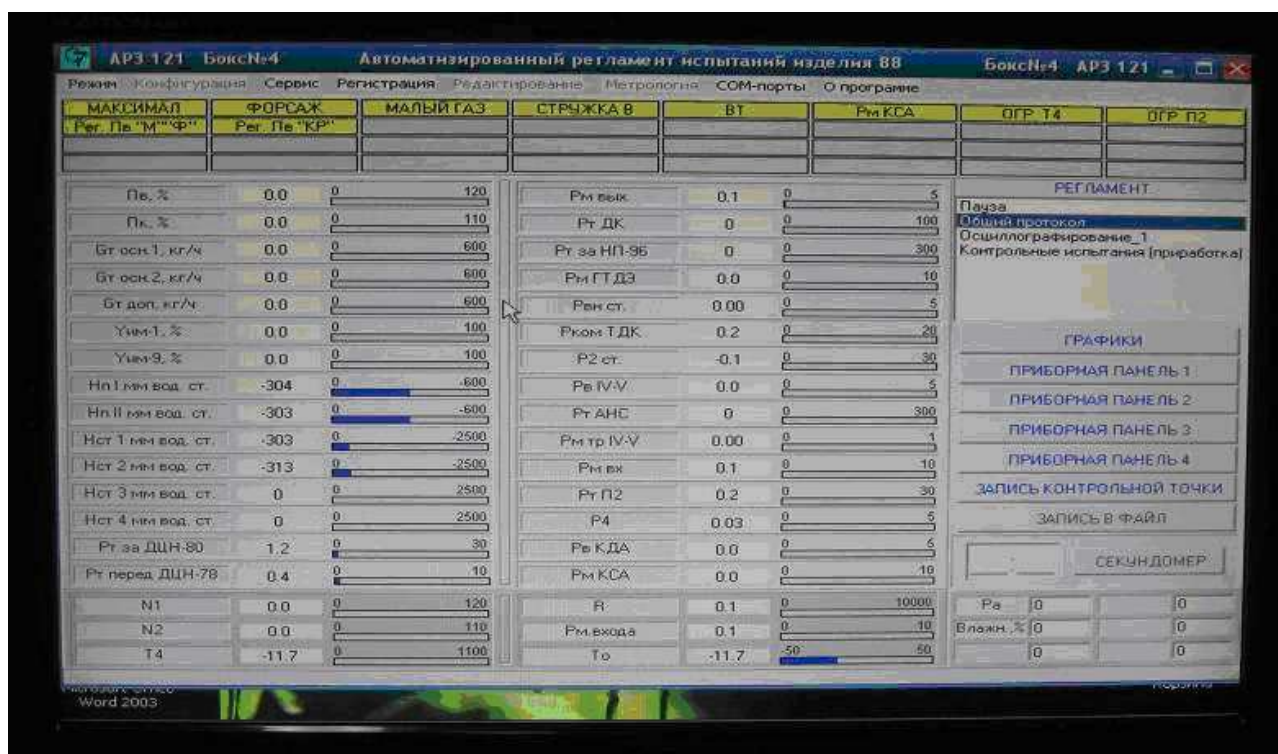 АРЗ 121 Бокс№4 Автоматизированный регламент испытаний изделия 88 Бокс№4 АРЗ 121
Режим Конфигурация Сервис Регистрация Редактирование Метрология COM-порты О програмие
МАКСИМАЛ ФОРСАЖ МАЛЫЙ ГАЗ СТРУЖКА В ВТ Рм КСА ОГР Т4 ОГР П2
Рег. Пв "М""Ф" Рег. Пв "КР"
Пв, % 0.0 0 120 Рм вых 0.1 0 5 РЕГЛАМЕНТ
Пауза
Пк, % 0.0 0 110 Рт ДК 0 0 100 Общий протокол
Осциллографирование_1
Gт осн.1, кг/ч 0.0 0 600 Рт за НП-96 0 0 300 Контрольные испытания (приработка)
Gт осн.2, кг/ч 0.0 0 600 Рм ГТДЭ 0.0 0 10
Gт доп, кг/ч 0.0 0 600 Рвн ст. 0.00 0 5
Yим-1, % 0.0 0 100 Рком ТДК 0.2 0 20 ГРАФИКИ
Yим-9, % 0.0 0 100 Р2 ст. -0.1 0 30 ПРИБОРНАЯ ПАНЕЛЬ 1
Нп I мм вод. ст. -304 0 -600 Рв IV-V 0.0 0 5 ПРИБОРНАЯ ПАНЕЛЬ 2
Нп II мм вод. ст. -303 0 -600 Рт АНС 0 0 300 ПРИБОРНАЯ ПАНЕЛЬ 3
Нст 1 мм вод. ст. -303 0 -2500 Рм тр IV-V 0.00 0 1 ПРИБОРНАЯ ПАНЕЛЬ 4
Нст 2 мм вод. ст. -313 0 -2500 Рм вх 0.1 0 10
Нст 3 мм вод. ст. 0 0 2500 Рт П2 0.2 0 30 ЗАПИСЬ КОНТРОЛЬНОЙ ТОЧКИ
Нст 4 мм вод. ст. 0 0 2500 Р4 0.03 0 5 ЗАПИСЬ В ФАЙЛ
Рт за ДЦН-80 1.2 0 30 Рв КДА 0.0 0 5 СЕКУНДОМЕР
Рт перед ДЦН-78 0.4 0 10 Рм КСА 0.0 0 10
N1 0.0 0 120 R 0.1 0 10000 Ра 0 0
N2 0.0 0 110 Рм.входа 0.1 0 10 Влажн.,% 0 0
Т4 -11.7 0 1100 То -11.7 -50 50 0 0
Microsoft Office Корзина
Word 2003